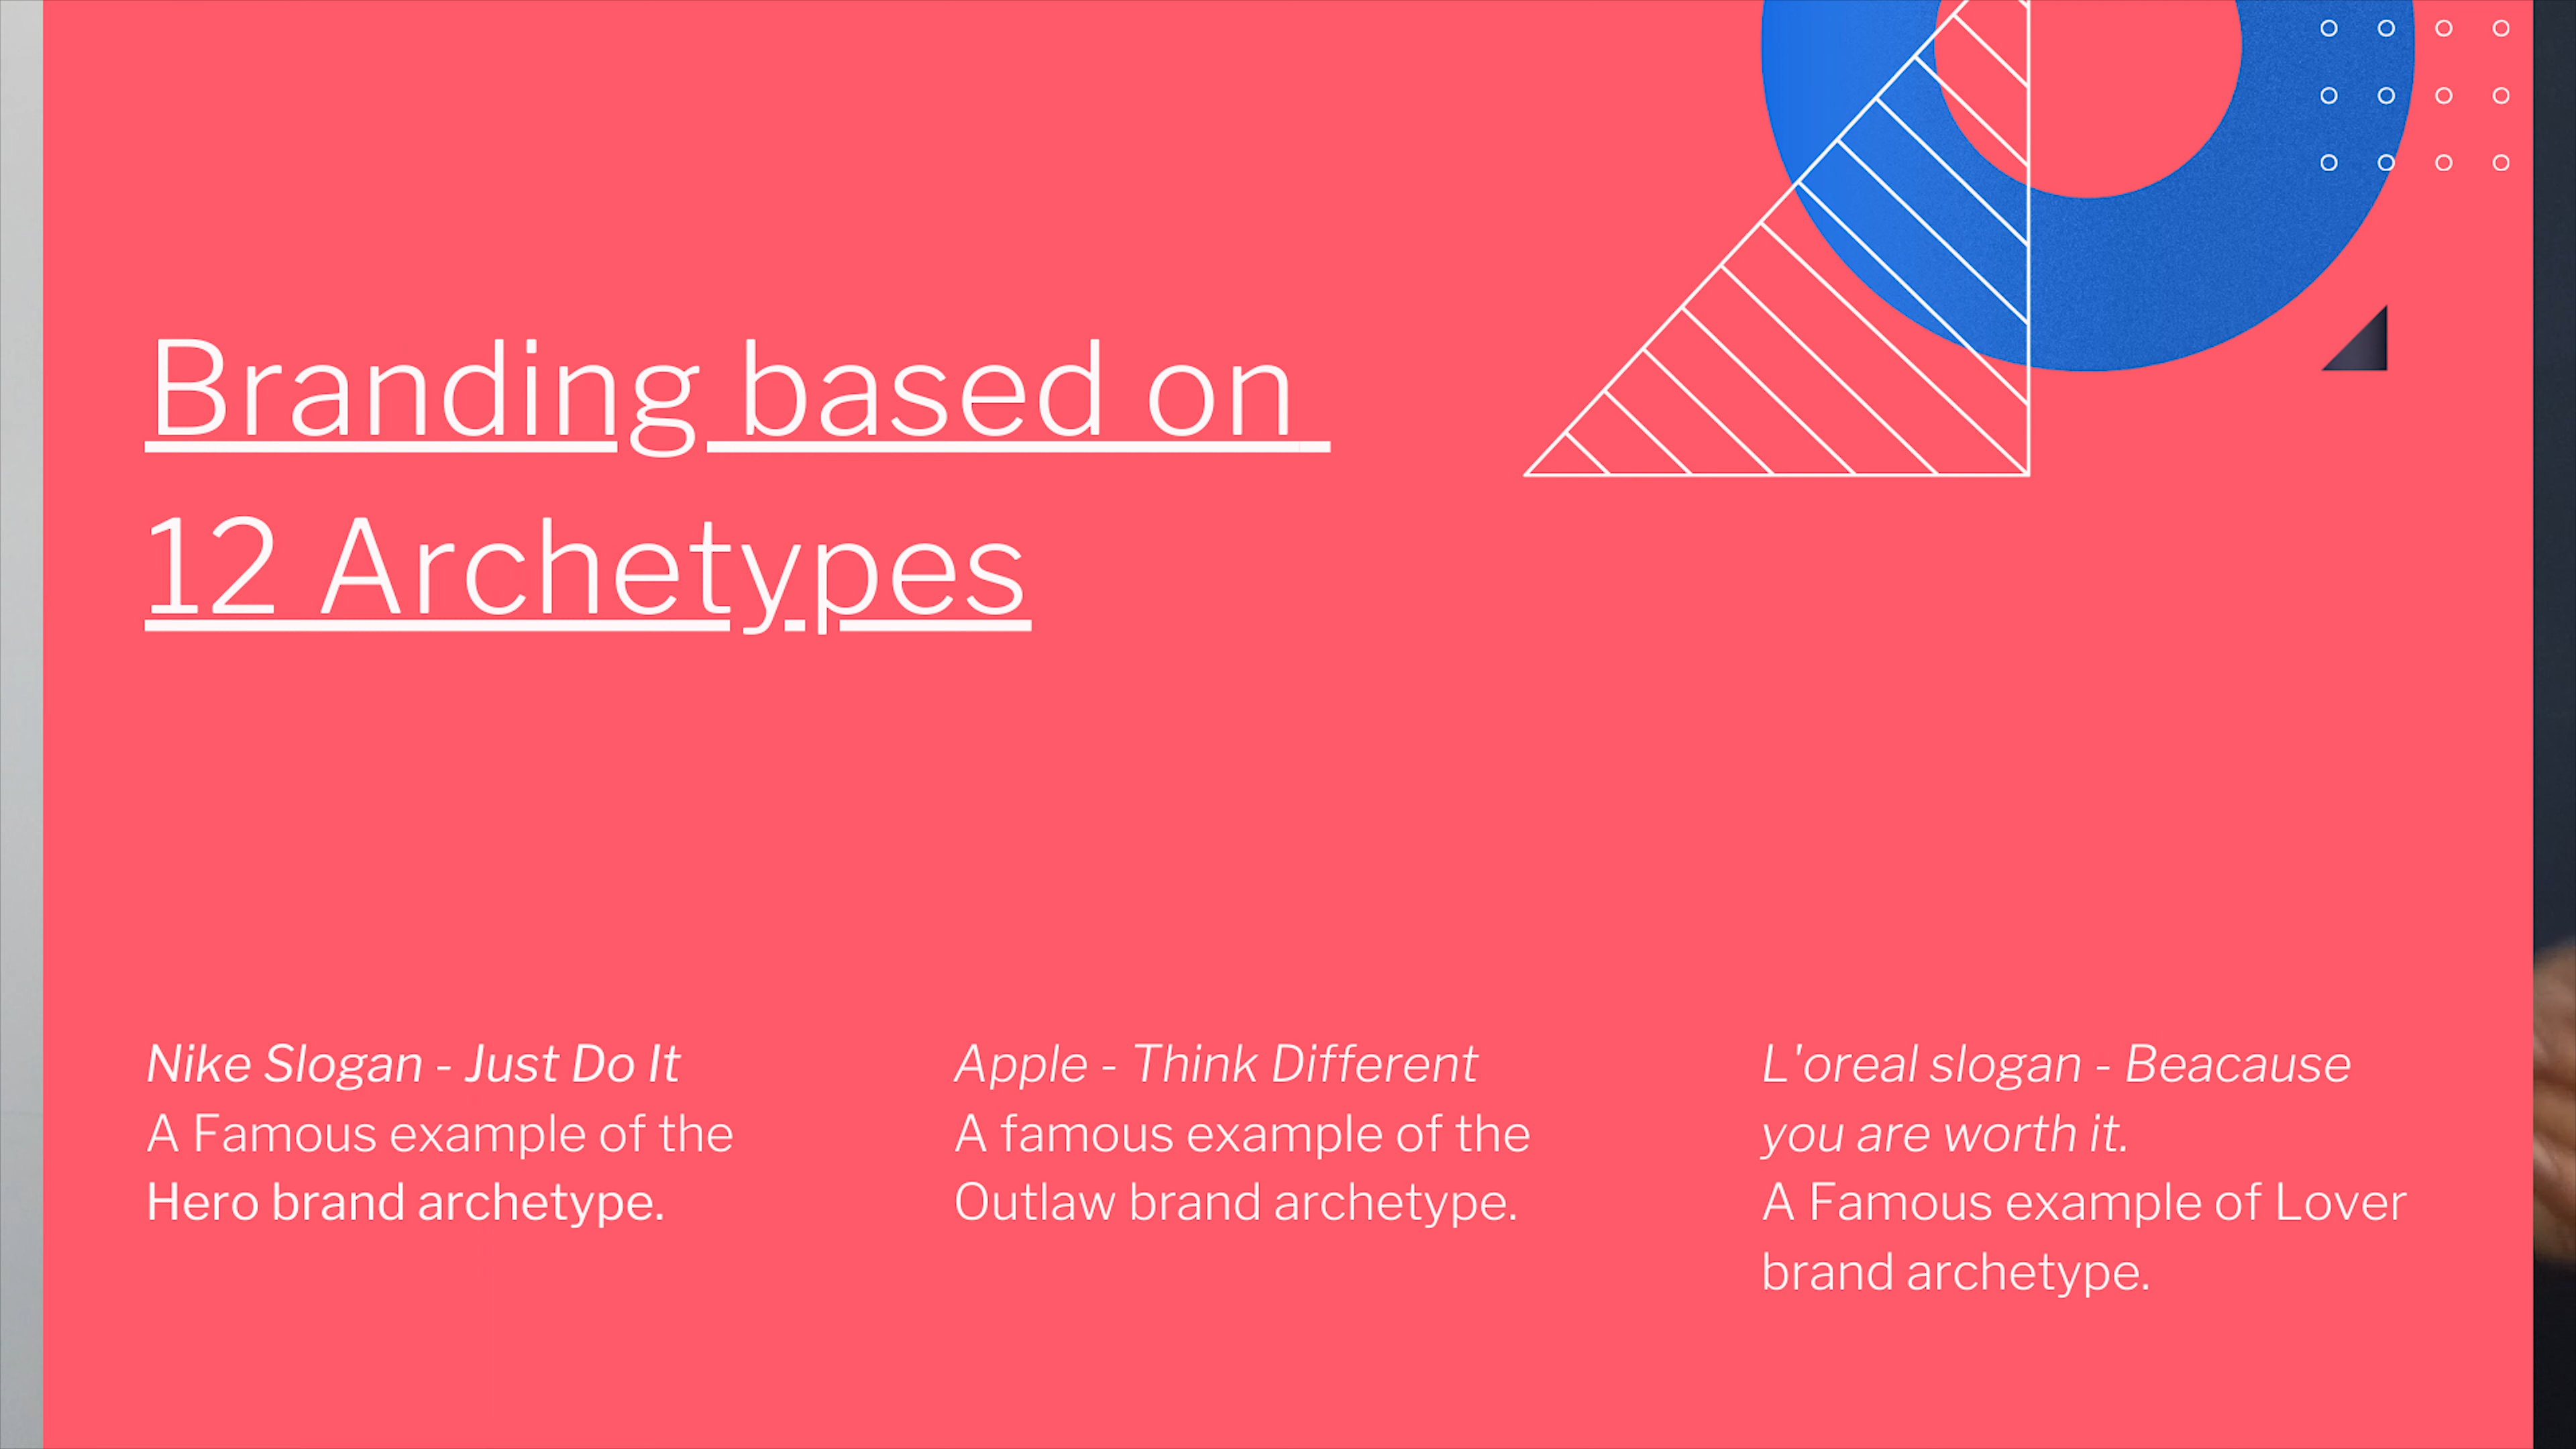 Branding based on
12 Archetypes
Nike Slogan - Just Do It
A Famous example of the
Hero brand archetype.
Apple - Think Different
A famous example of the
Outlaw brand archetype.
L'oreal slogan - Beacause
you are worth it.
A Famous example of Lover
brand archetype.